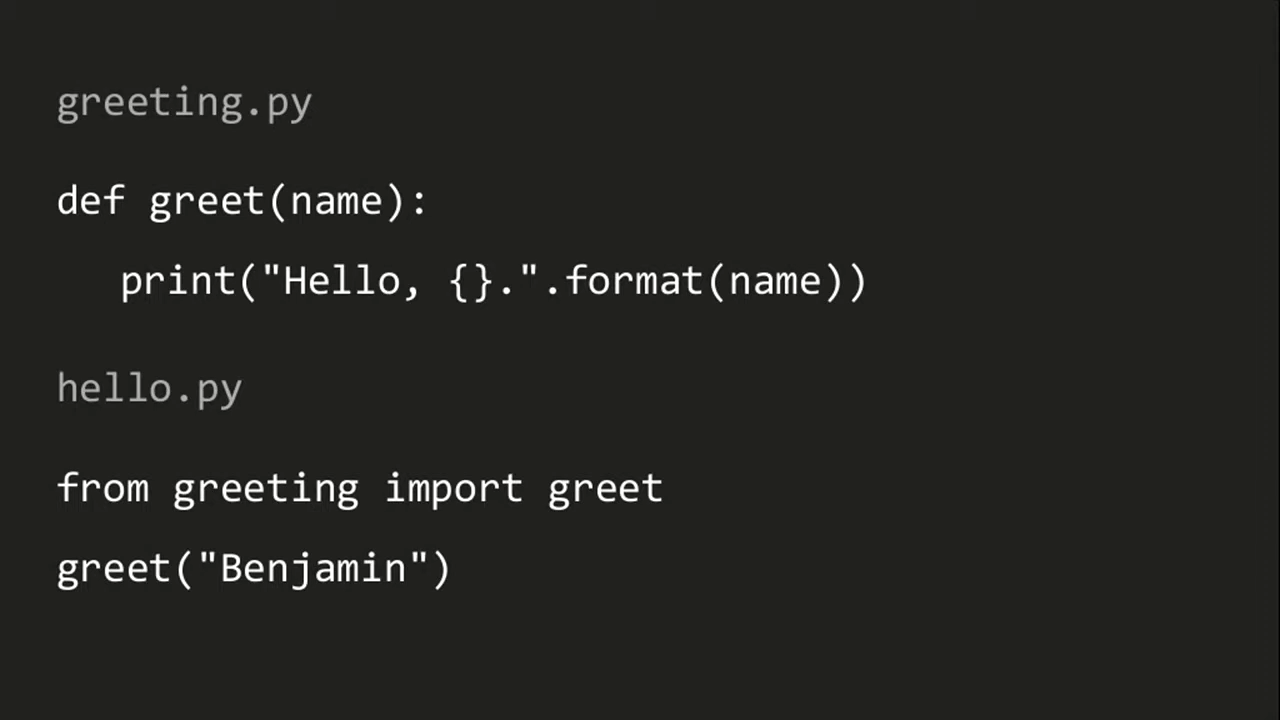 greeting.py
def greet(name):
    print("Hello, {}.".format(name))
hello.py
from greeting import greet
greet("Benjamin")